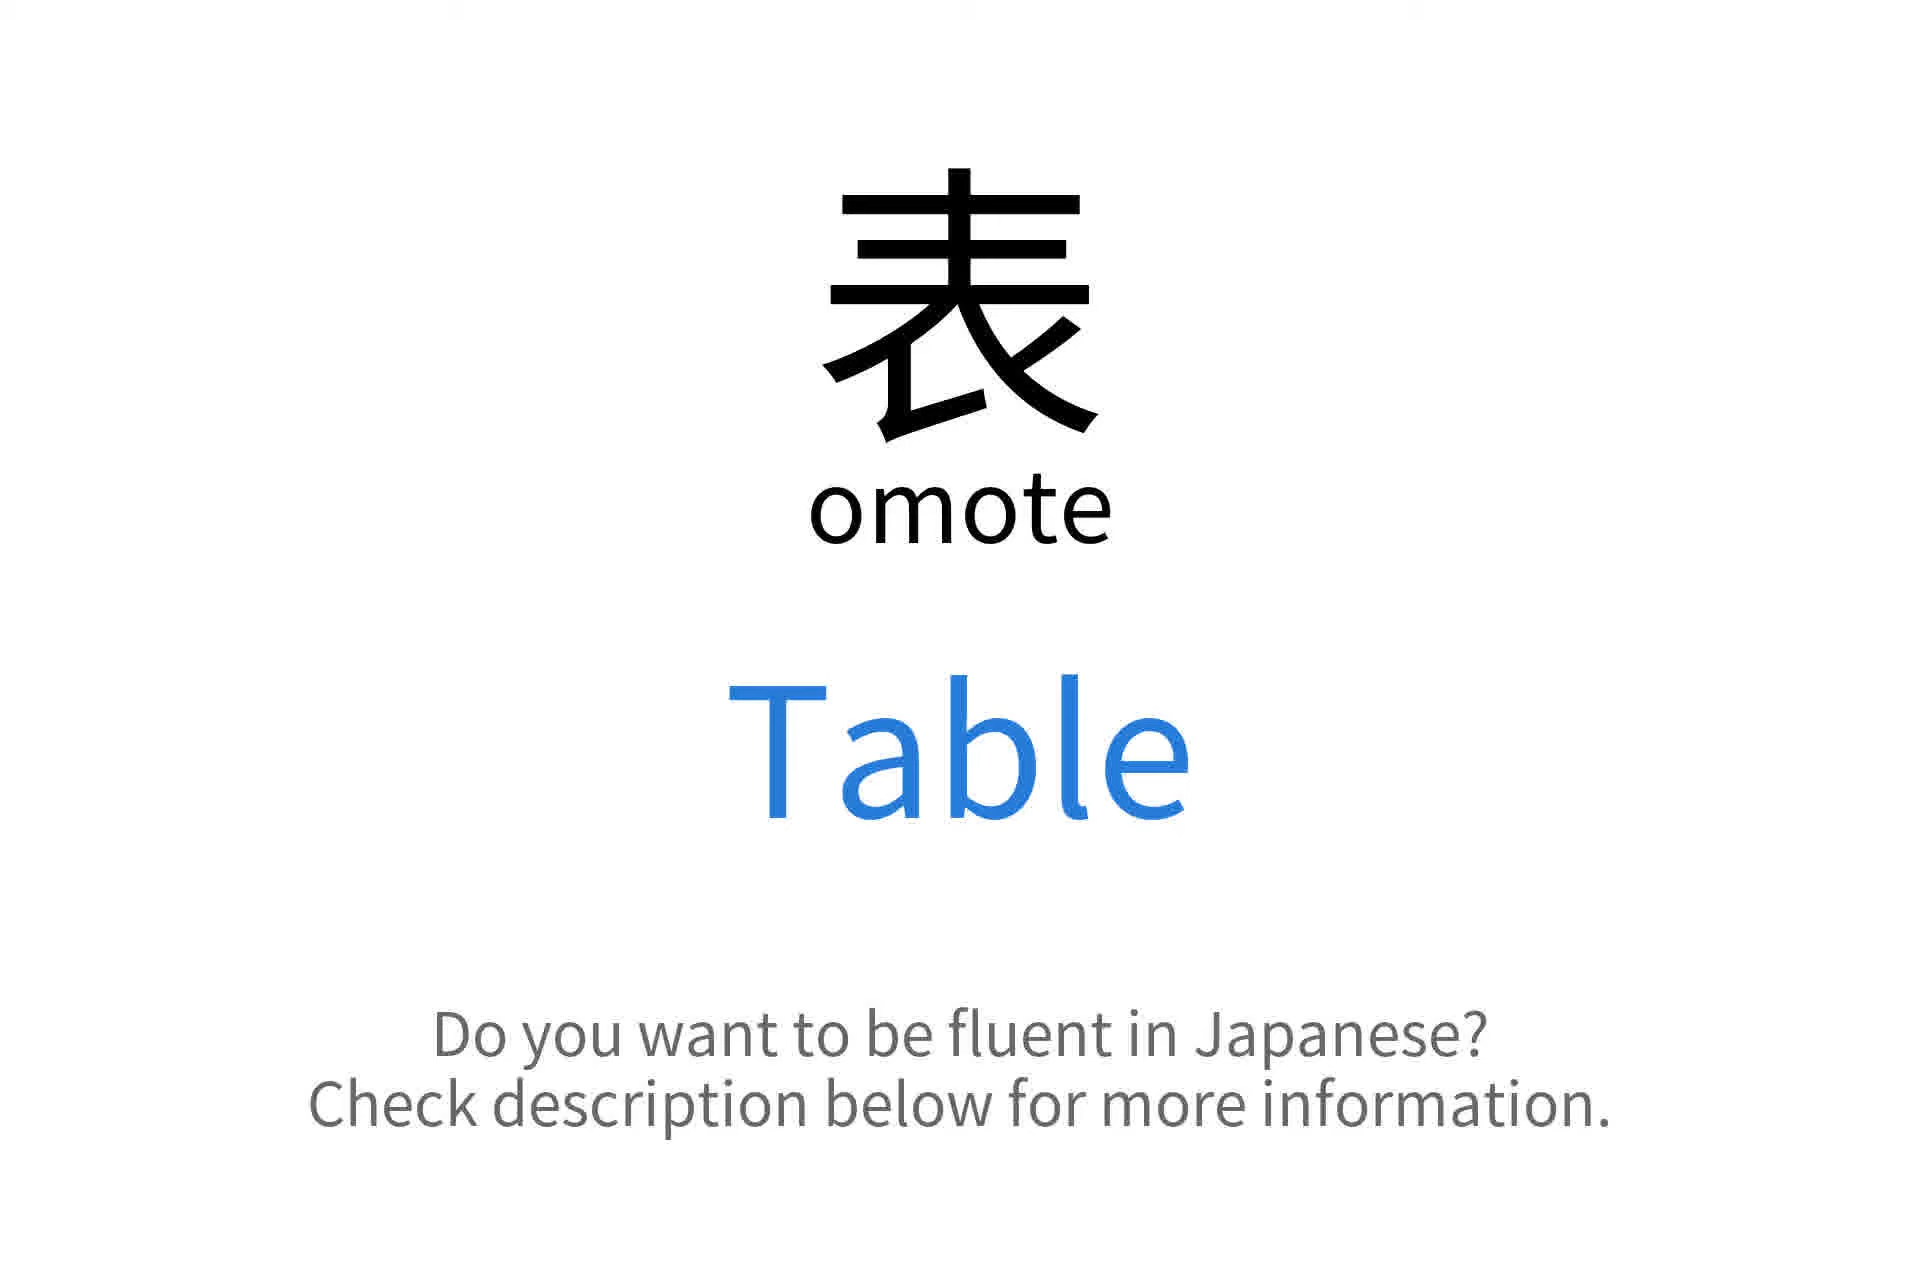 表
omote
Table
Do you want to be fluent in Japanese?
Check description below for more information.